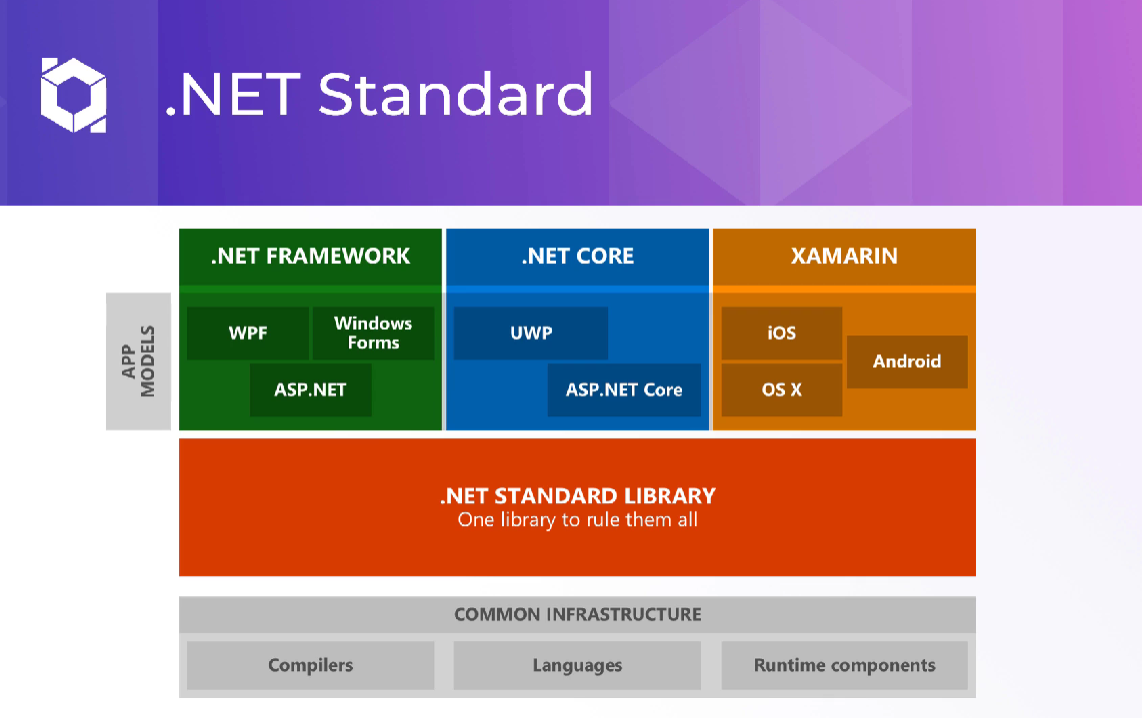 .NET Standard
.NET FRAMEWORK
.NET CORE
XAMARIN
APP
MODELS
WPF
Windows
Forms
ASP.NET
UWP
ASP.NET Core
iOS
Android
OS X
.NET STANDARD LIBRARY
One library to rule them all
COMMON INFRASTRUCTURE
Compilers
Languages
Runtime components